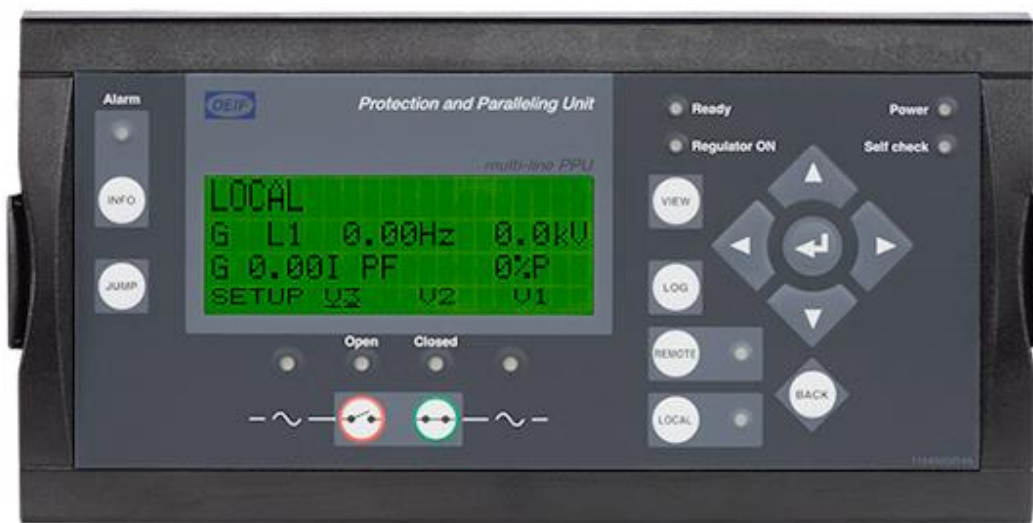 Alarm
DEIF
Protection and Paralleling Unit
multi-line PPU
Ready
Power
Regulator ON
Self check
INFO
JUMP
LOCAL
G L1 0.00Hz 0.0kV
G 0.00I PF 0%P
SETUP V3 V2 V1
VIEW
LOG
REMOTE
LOCAL
BACK
Open
Closed